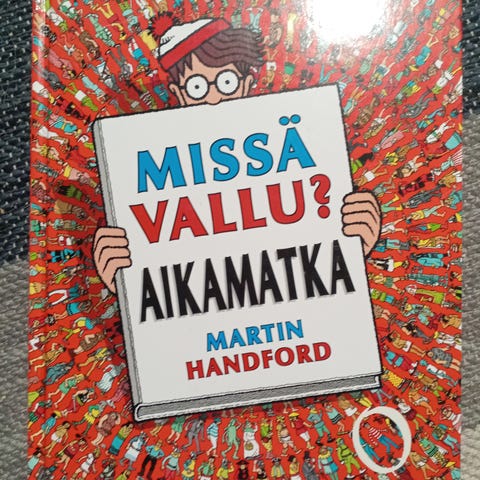 MISSÄ
VALLU?
AIKAMATKA
MARTIN
HANDFORD